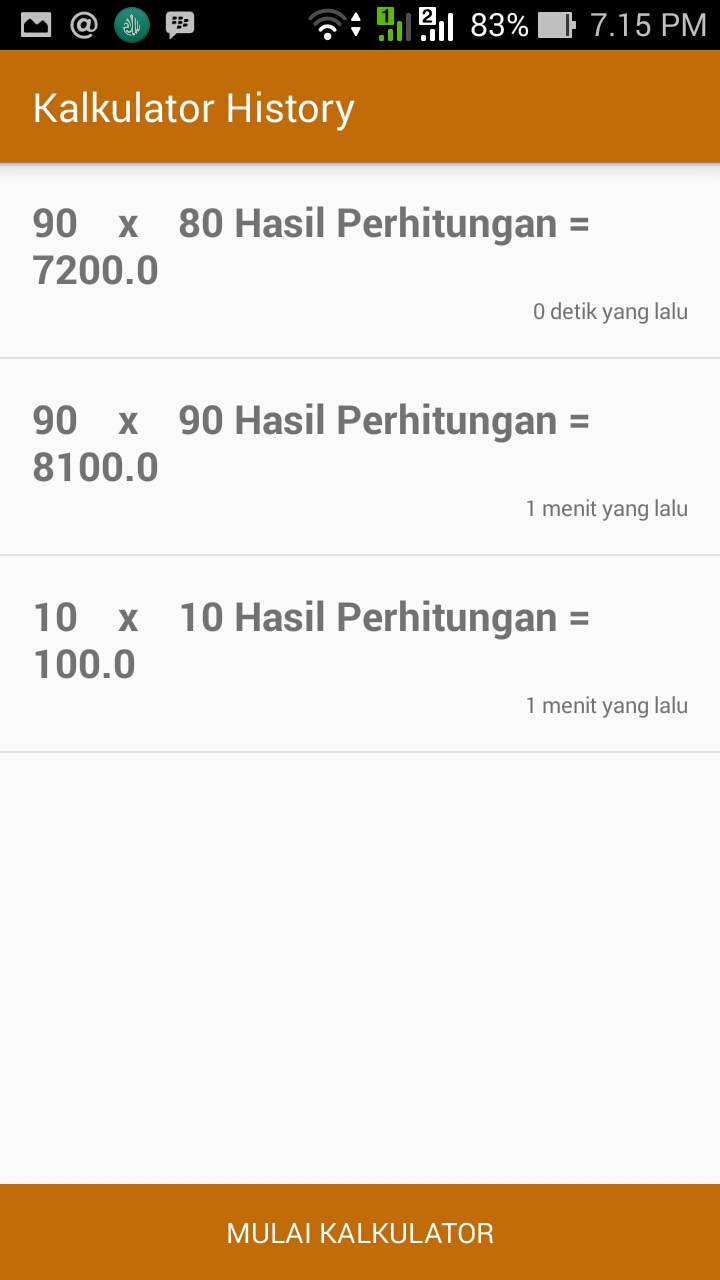 1 2 83% 7.15 PM
Kalkulator History
90 x 80 Hasil Perhitungan =
7200.0
0 detik yang lalu
90 x 90 Hasil Perhitungan =
8100.0
1 menit yang lalu
10 x 10 Hasil Perhitungan =
100.0
1 menit yang lalu
MULAI KALKULATOR